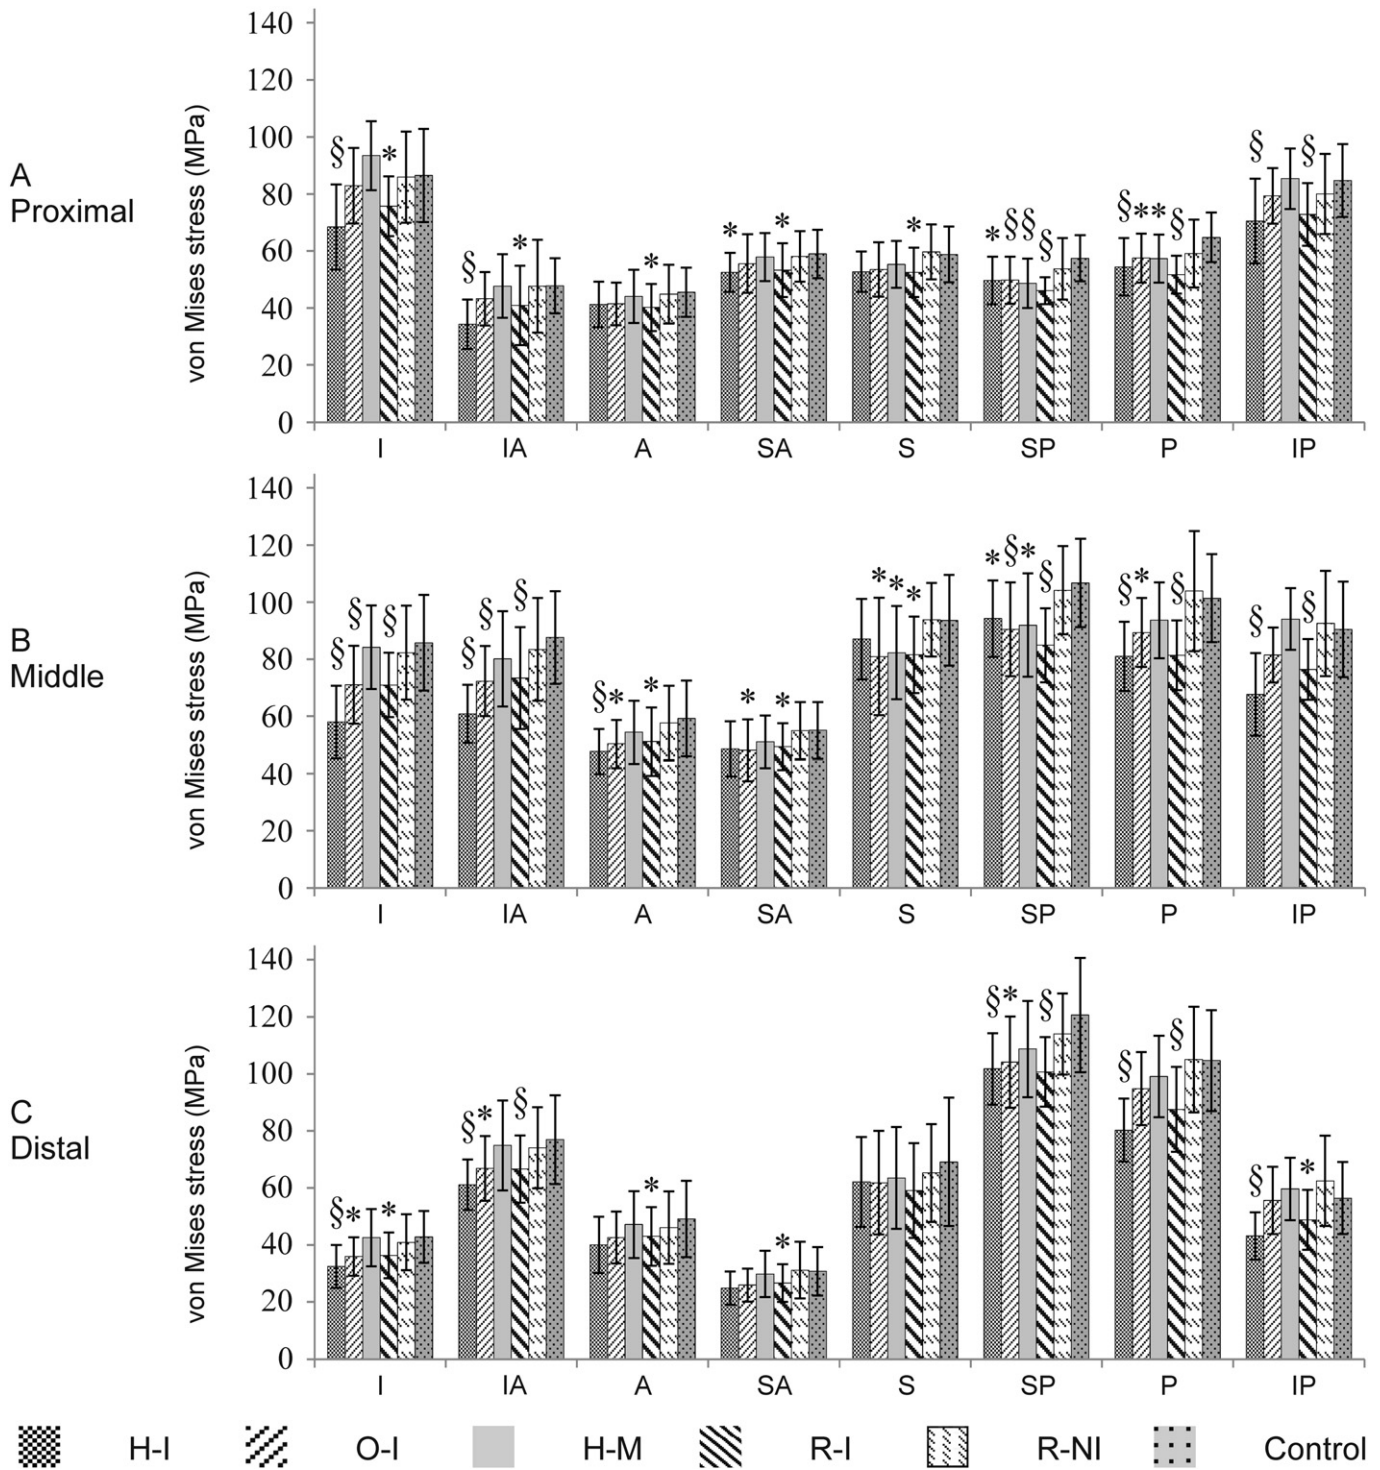 A
Proximal
von Mises stress (MPa)
140
120
100
80
60
40
20
0
§ *
§ *
*
* *
*
* § § §
§ * * §
§ §
I IA A SA S SP P IP
B
Middle
von Mises stress (MPa)
140
120
100
80
60
40
20
0
§ § §
§ § §
§ * *
* *
* * *
* § * §
§ * §
§ §
I IA A SA S SP P IP
C
Distal
von Mises stress (MPa)
140
120
100
80
60
40
20
0
§ * *
§ * §
*
*
§ * §
§ §
§ *
I IA A SA S SP P IP
H-I O-I H-M R-I R-NI Control